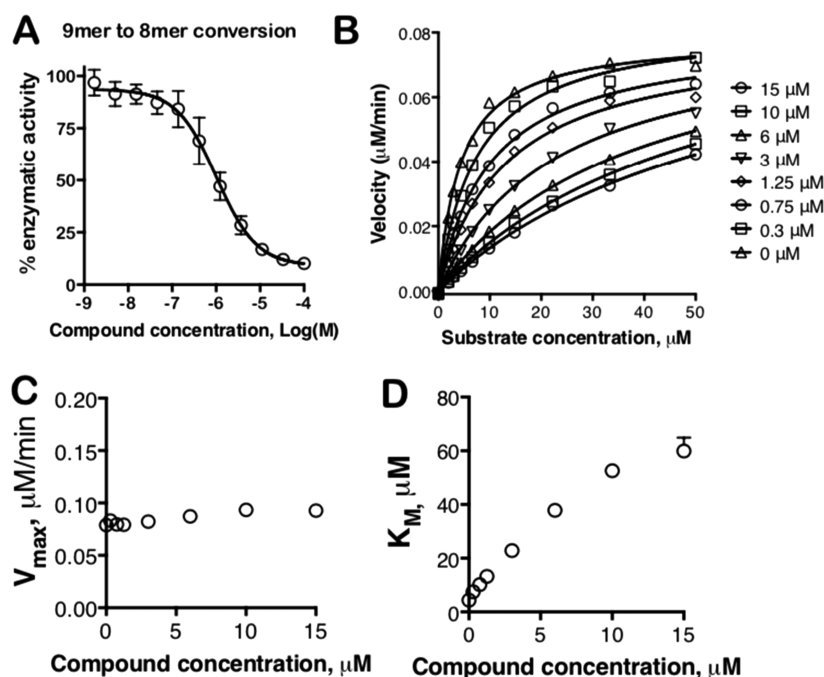 A
9mer to 8mer conversion
% enzymatic activity
100
75
50
25
0
-9 -8 -7 -6 -5 -4
Compound concentration, Log(M)
B
Velocity (μM/min)
0.08
0.06
0.04
0.02
0.00
0 10 20 30 40 50
Substrate concentration, μM
15 μM
10 μM
6 μM
3 μM
1.25 μM
0.75 μM
0.3 μM
0 μM
C
Vmax, μM/min
0.20
0.15
0.10
0.05
0.00
0 5 10 15
Compound concentration, μM
D
KM, μM
80
60
40
20
0
0 5 10 15
Compound concentration, μM